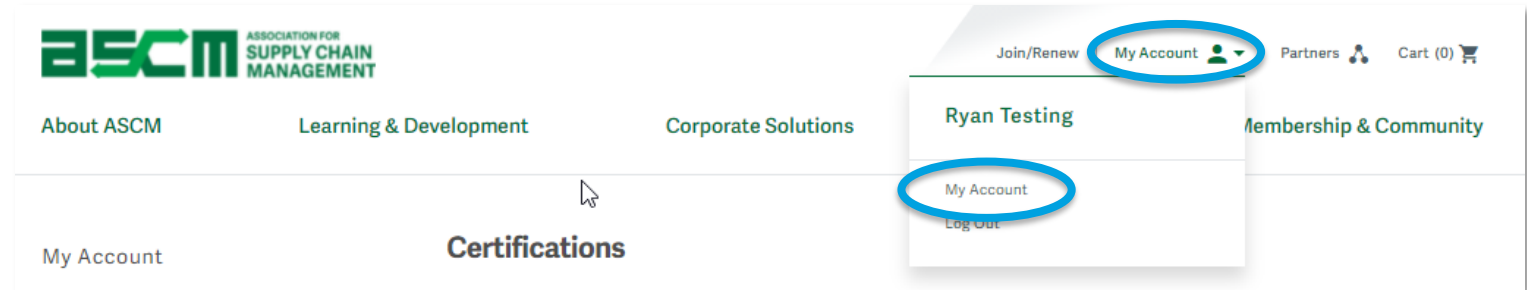 ascm
ASSOCIATION FOR
SUPPLY CHAIN
MANAGEMENT
Join/Renew My Account Partners Cart (0)
About ASCM Learning & Development Corporate Solutions Membership & Community
Ryan Testing
My Account
Log Out
My Account
Certifications